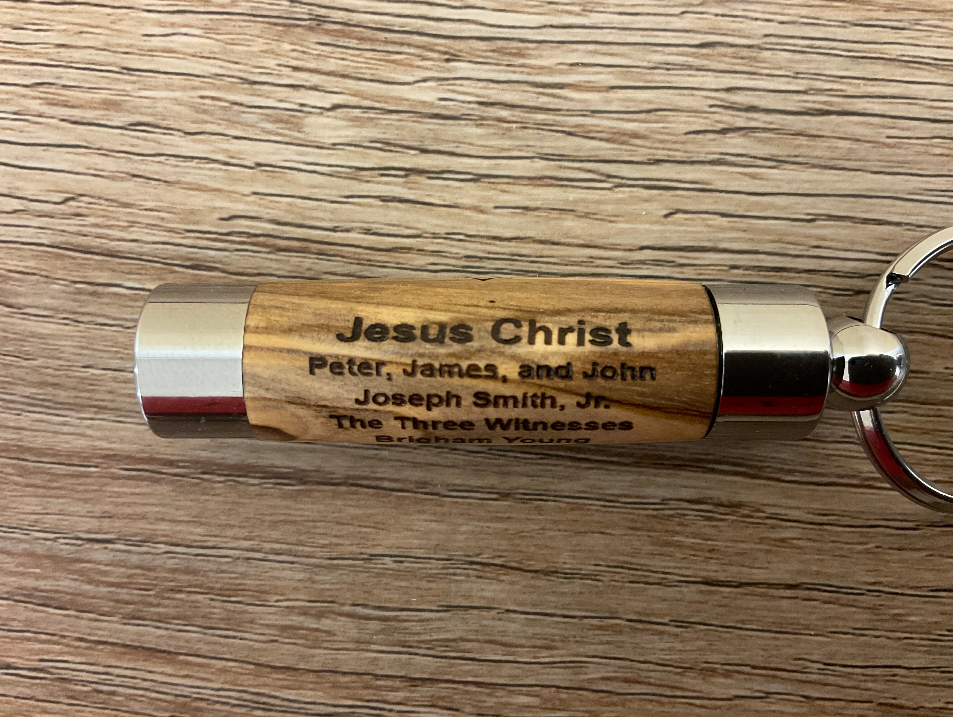 Jesus Christ
Peter, James, and John
Joseph Smith, Jr.
The Three Witnesses
Brigham Young